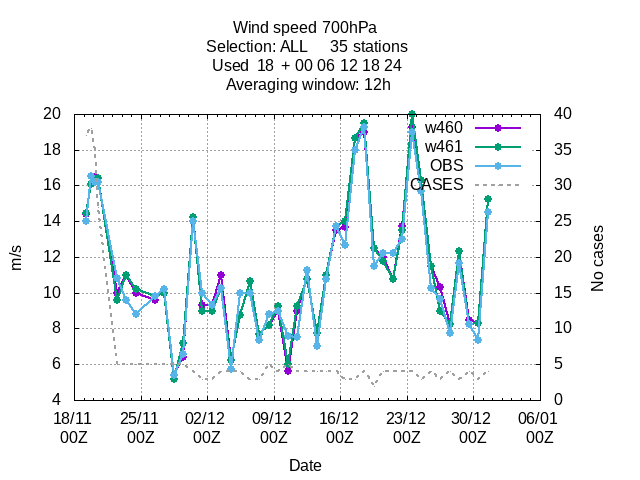 Wind speed 700hPa
Selection: ALL 35 stations
Used 18 + 00 06 12 18 24
Averaging window: 12h
20 40
18 35
16 30
14 25
12 20
10 15
8 10
6 5
4 0
w460
w461
OBS
CASES
m/s
No cases
18/11 25/11 02/12 09/12 16/12 23/12 30/12 06/01
00Z 00Z 00Z 00Z 00Z 00Z 00Z 00Z
Date